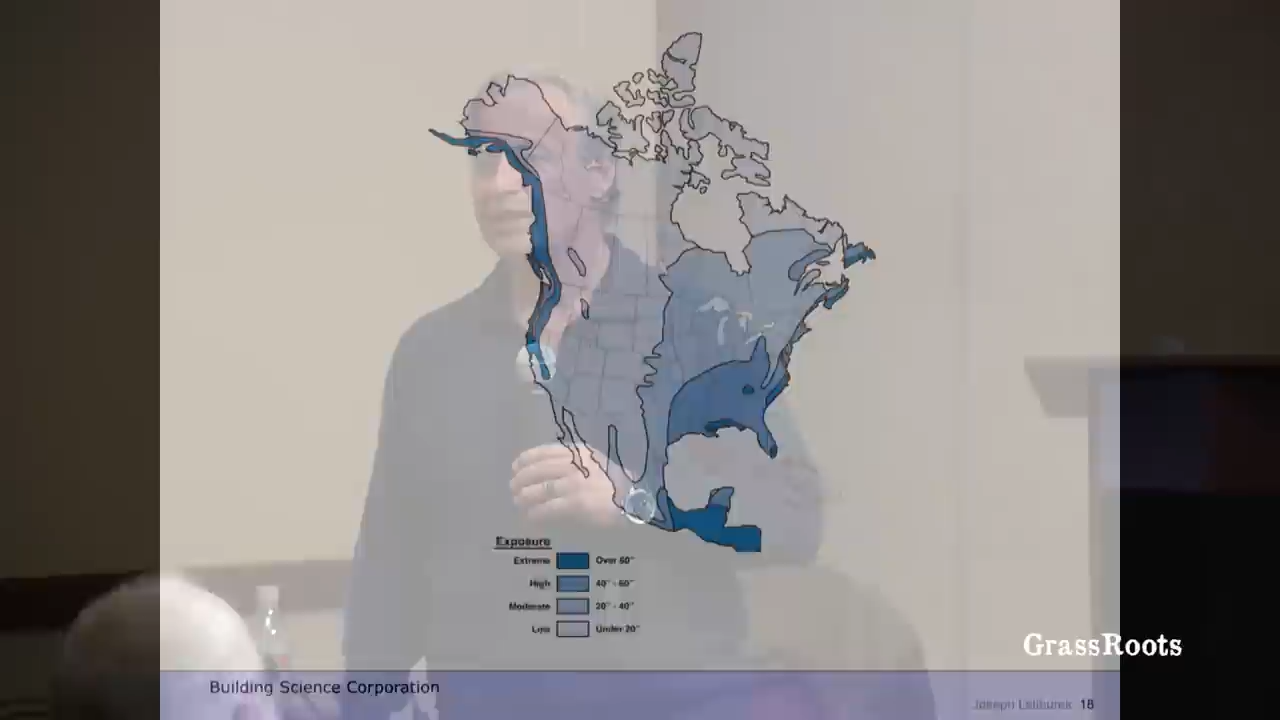 Exposure
Extreme Over 60"
High 40" - 60"
Moderate 20" - 40"
Low Under 20"
GrassRoots
Building Science Corporation
Joseph Lstiburek 18